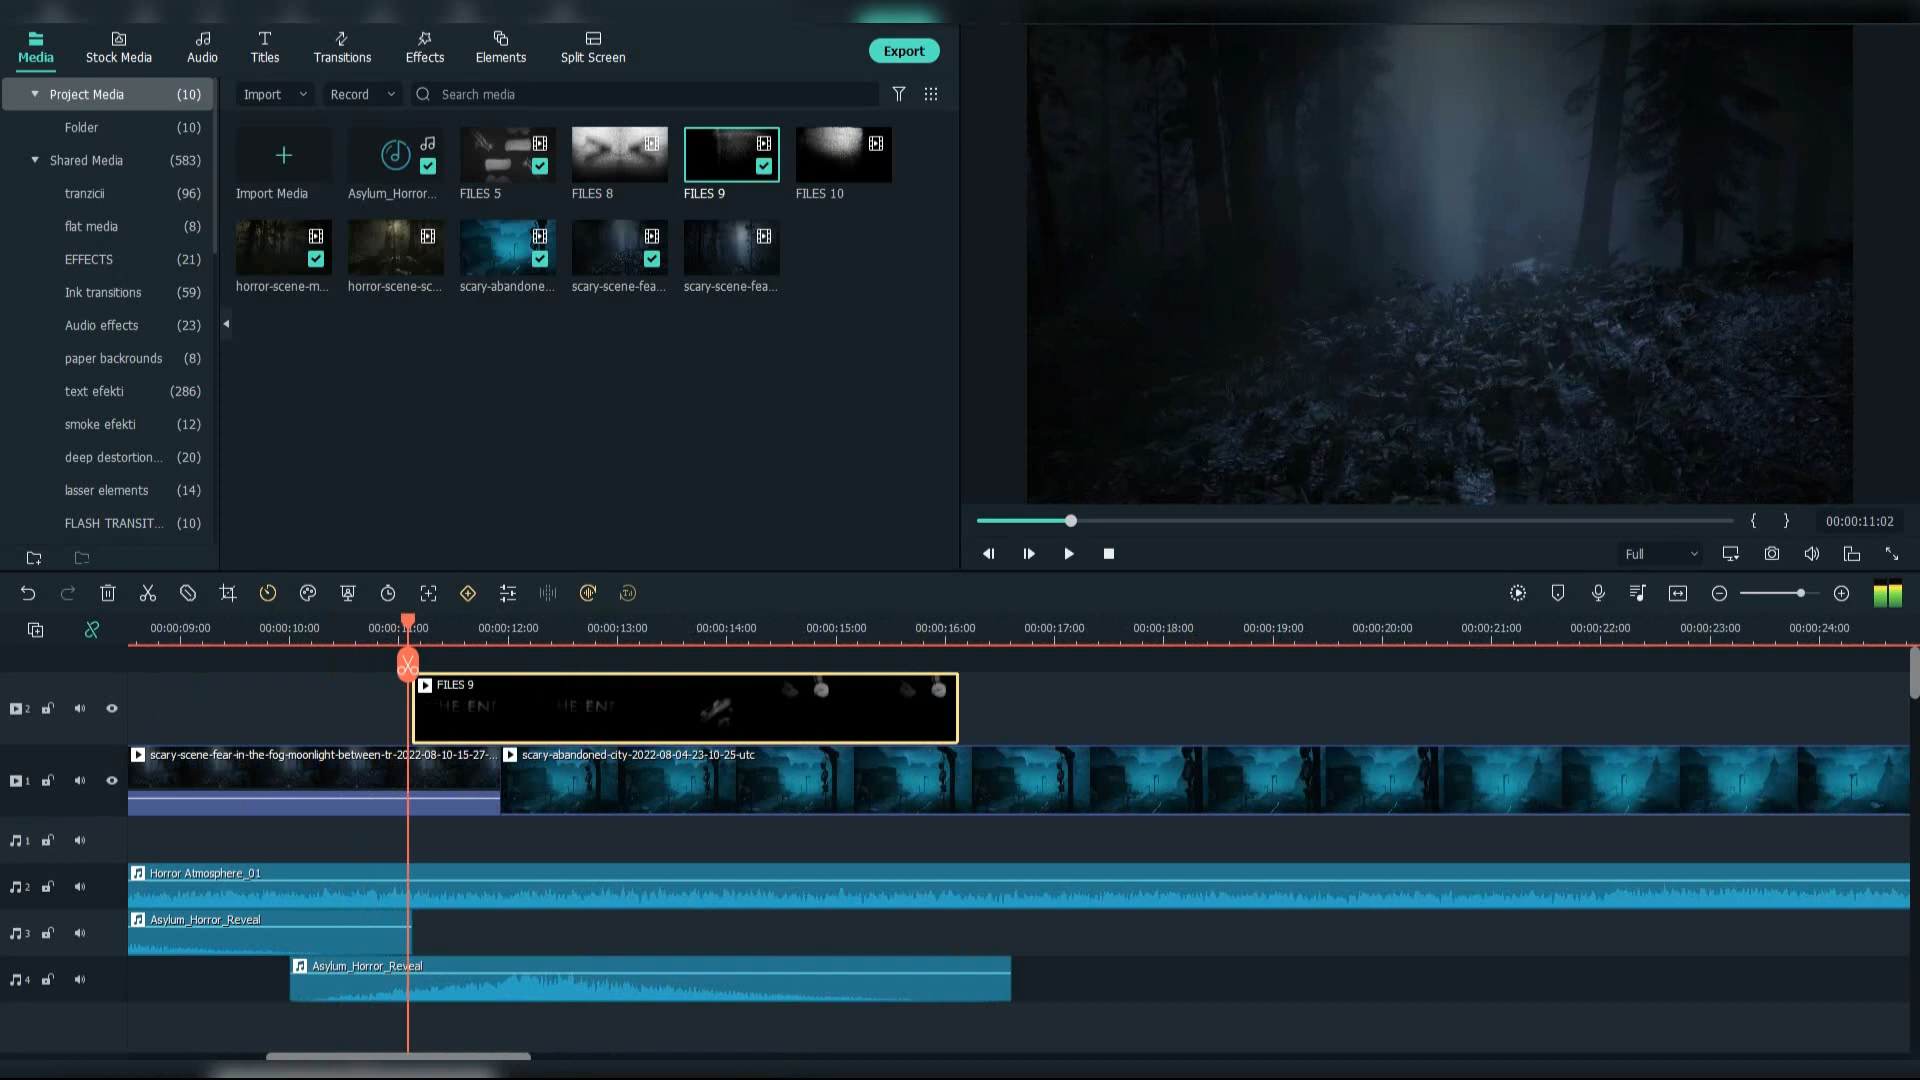 Media
Stock Media
Audio
Titles
Transitions
Effects
Elements
Split Screen
Export
Project Media (10)
Folder (10)
Shared Media (583)
tranzicii (96)
flat media (8)
EFFECTS (21)
Ink transitions (59)
Audio effects (23)
paper backrounds (8)
text efekti (286)
smoke efekti (12)
deep destortion... (20)
lasser elements (14)
FLASH TRANSIT... (10)
Import
Record
Search media
Import Media
Asylum_Horror...
FILES 5
FILES 8
FILES 9
FILES 10
horror-scene-m...
horror-scene-sc...
scary-abandone...
scary-scene-fea...
scary-scene-fea...
{ } 00:00:11:02
Full
00:00:09:00 00:00:10:00 00:00:11:00 00:00:12:00 00:00:13:00 00:00:14:00 00:00:15:00 00:00:16:00 00:00:17:00 00:00:18:00 00:00:19:00 00:00:20:00 00:00:21:00 00:00:22:00 00:00:23:00 00:00:24:00
2
FILES 9
HE ENI HE ENI
1
scary-scene-fear-in-the-fog-moonlight-between-tr-2022-08-10-15-27-...
scary-abandoned-city-2022-08-04-23-10-25-utc
1
2
Horror Atmosphere_01
3
Asylum_Horror_Reveal
4
Asylum_Horror_Reveal